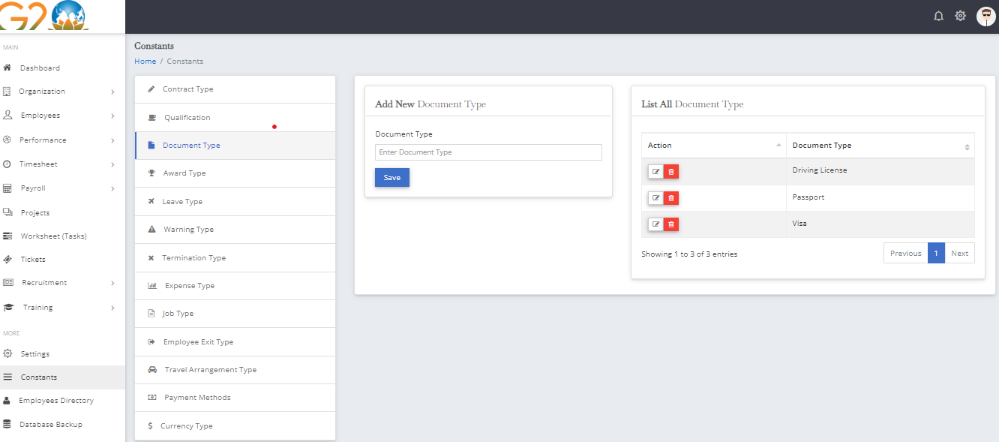 G20
MAIN
Dashboard
Organization
Employees
Performance
Timesheet
Payroll
Projects
Worksheet (Tasks)
Tickets
Recruitment
Training
MORE
Settings
Constants
Employees Directory
Database Backup
Constants
Home / Constants
Contract Type
Qualification
Document Type
Award Type
Leave Type
Warning Type
Termination Type
Expense Type
Job Type
Employee Exit Type
Travel Arrangement Type
Payment Methods
Currency Type
Add New Document Type
Document Type
Enter Document Type
Save
List All Document Type
Action Document Type
Driving License
Passport
Visa
Showing 1 to 3 of 3 entries
Previous 1 Next